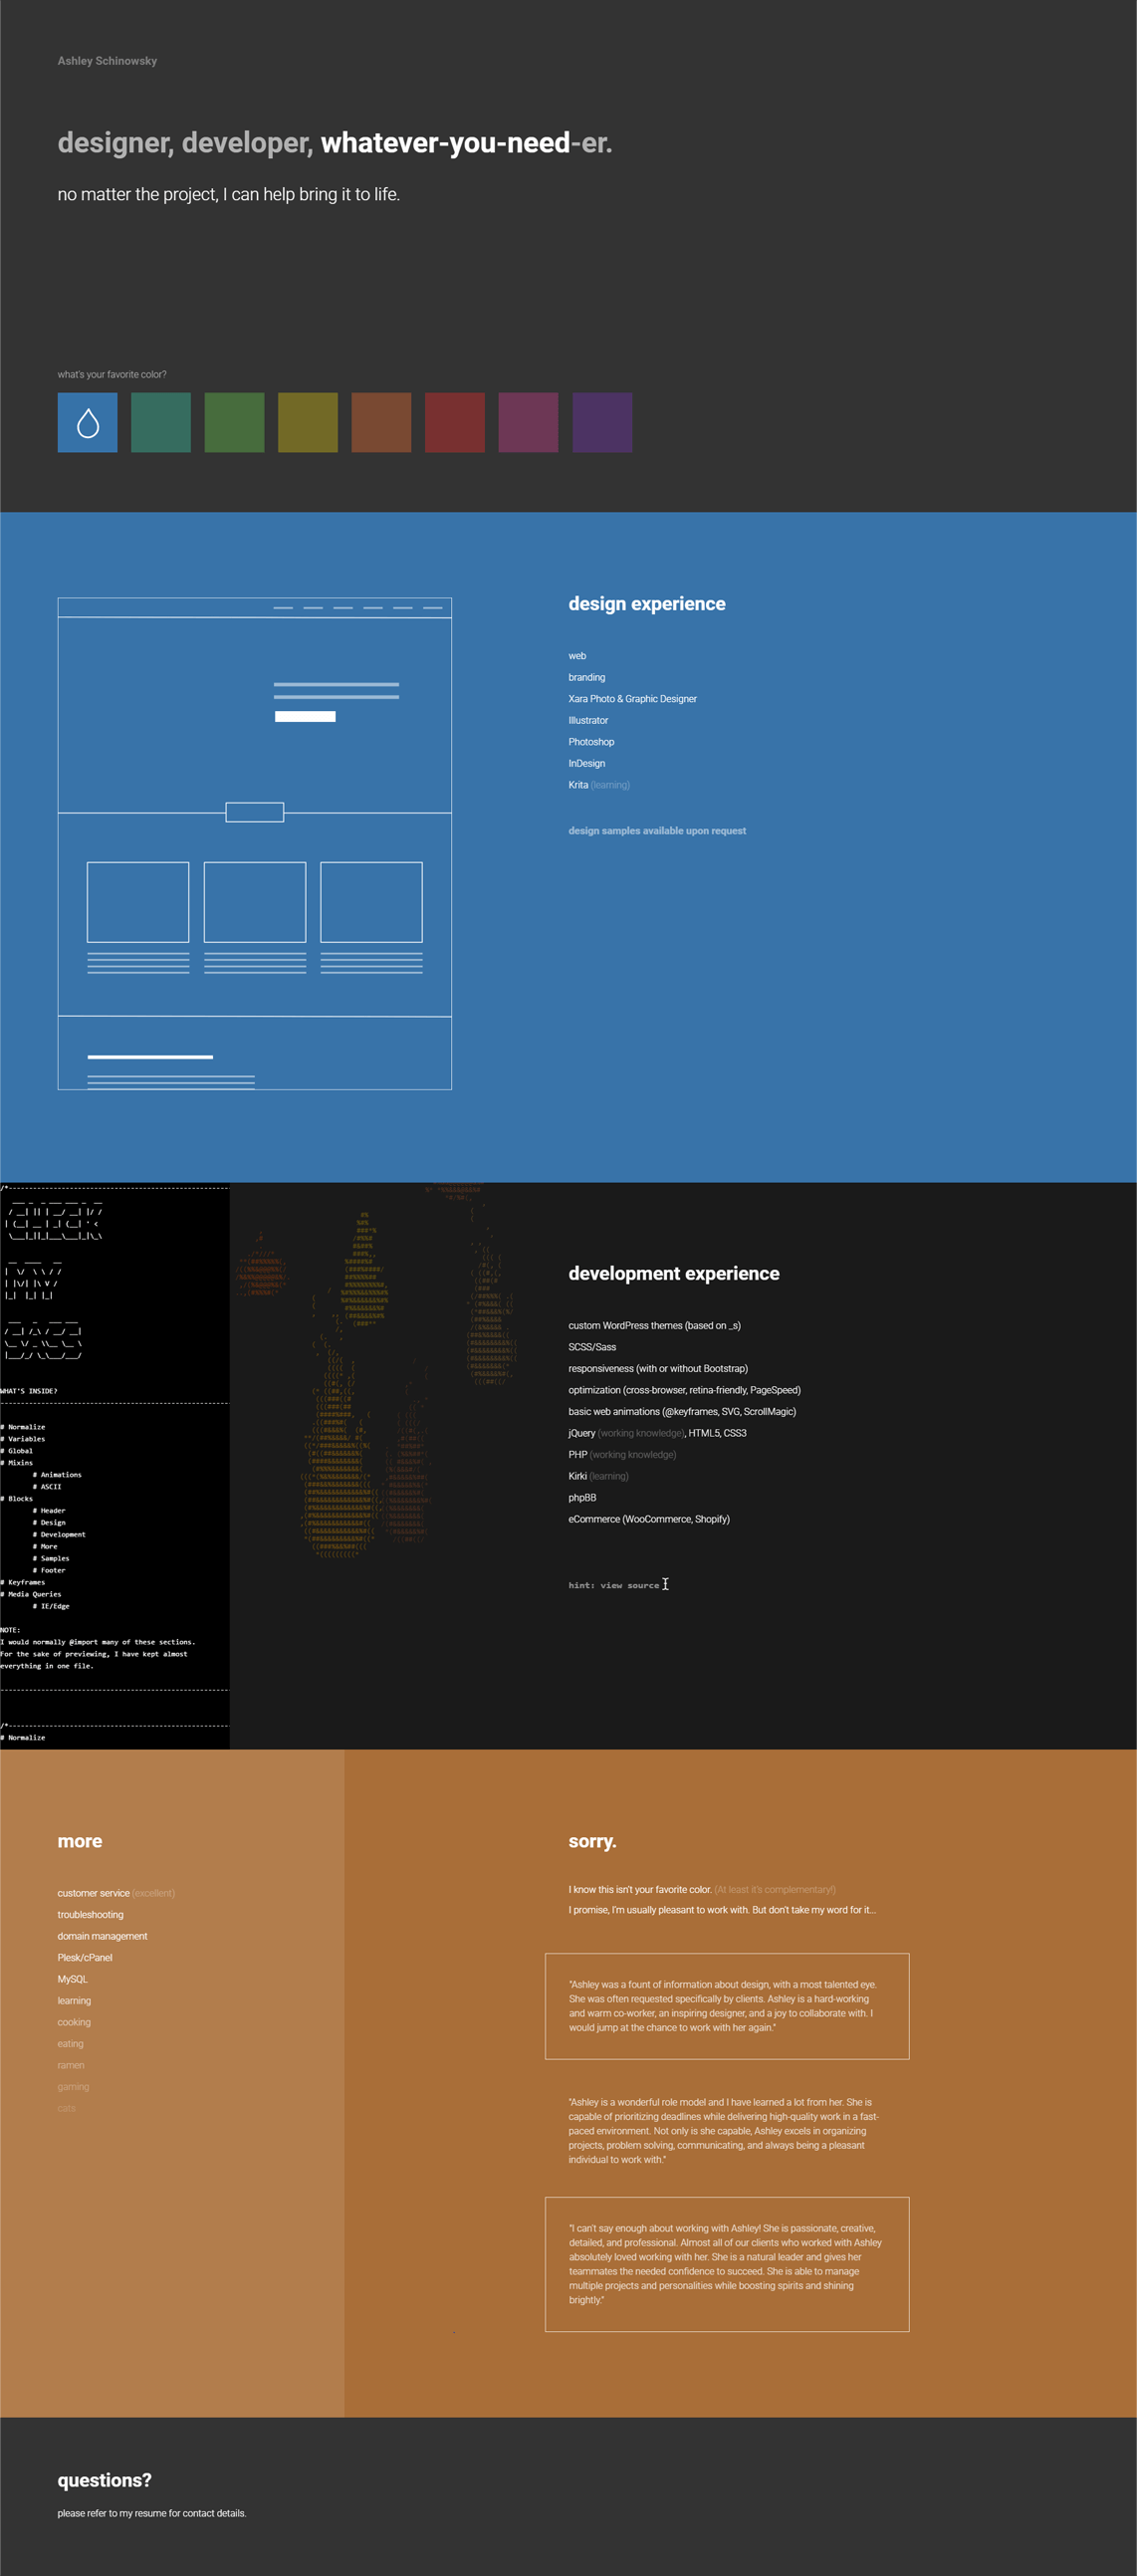 Ashley Schinowsky
designer, developer, whatever-you-need-er.
no matter the project, I can help bring it to life.
what's your favorite color?
design experience
web
branding
Xara Photo & Graphic Designer
Illustrator
Photoshop
InDesign
Krita (learning)
design samples available upon request
WHAT'S INSIDE?
# Normalize
# Variables
# Global
# Mixins
# Animations
# ASCII
# Blocks
# Header
# Design
# Development
# More
# Samples
# Footer
# Keyframes
# Media Queries
# IE/Edge
NOTE:
I would normally @import many of these sections.
For the sake of previewing, I have kept almost
everything in one file.
/*
# Normalize
development experience
custom WordPress themes (based on _s)
SCSS/Sass
responsiveness (with or without Bootstrap)
optimization (cross-browser, retina-friendly, PageSpeed)
basic web animations (@keyframes, SVG, ScrollMagic)
jQuery (working knowledge), HTML5, CSS3
PHP (working knowledge)
Kirki (learning)
phpBB
eCommerce (WooCommerce, Shopify)
hint: view source
more
customer service (excellent)
troubleshooting
domain management
Plesk/cPanel
MySQL
learning
cooking
eating
ramen
gaming
cats
sorry.
I know this isn't your favorite color. (At least it's complementary!)
I promise, I'm usually pleasant to work with. But don't take my word for it...
"Ashley was a fount of information about design, with a most talented eye.
She was often requested specifically by clients. Ashley is a hard-working
and warm co-worker, an inspiring designer, and a joy to collaborate with. I
would jump at the chance to work with her again."
"Ashley is a wonderful role model and I have learned a lot from her. She is
capable of prioritizing deadlines while delivering high-quality work in a fast-
paced environment. Not only is she capable, Ashley excels in organizing
projects, problem solving, communicating, and always being a pleasant
individual to work with."
"I can't say enough about working with Ashley! She is passionate, creative,
detailed, and professional. Almost all of our clients who worked with Ashley
absolutely loved working with her. She is a natural leader and gives her
teammates the needed confidence to succeed. She is able to manage
multiple projects and personalities while boosting spirits and shining
brightly."
questions?
please refer to my resume for contact details.